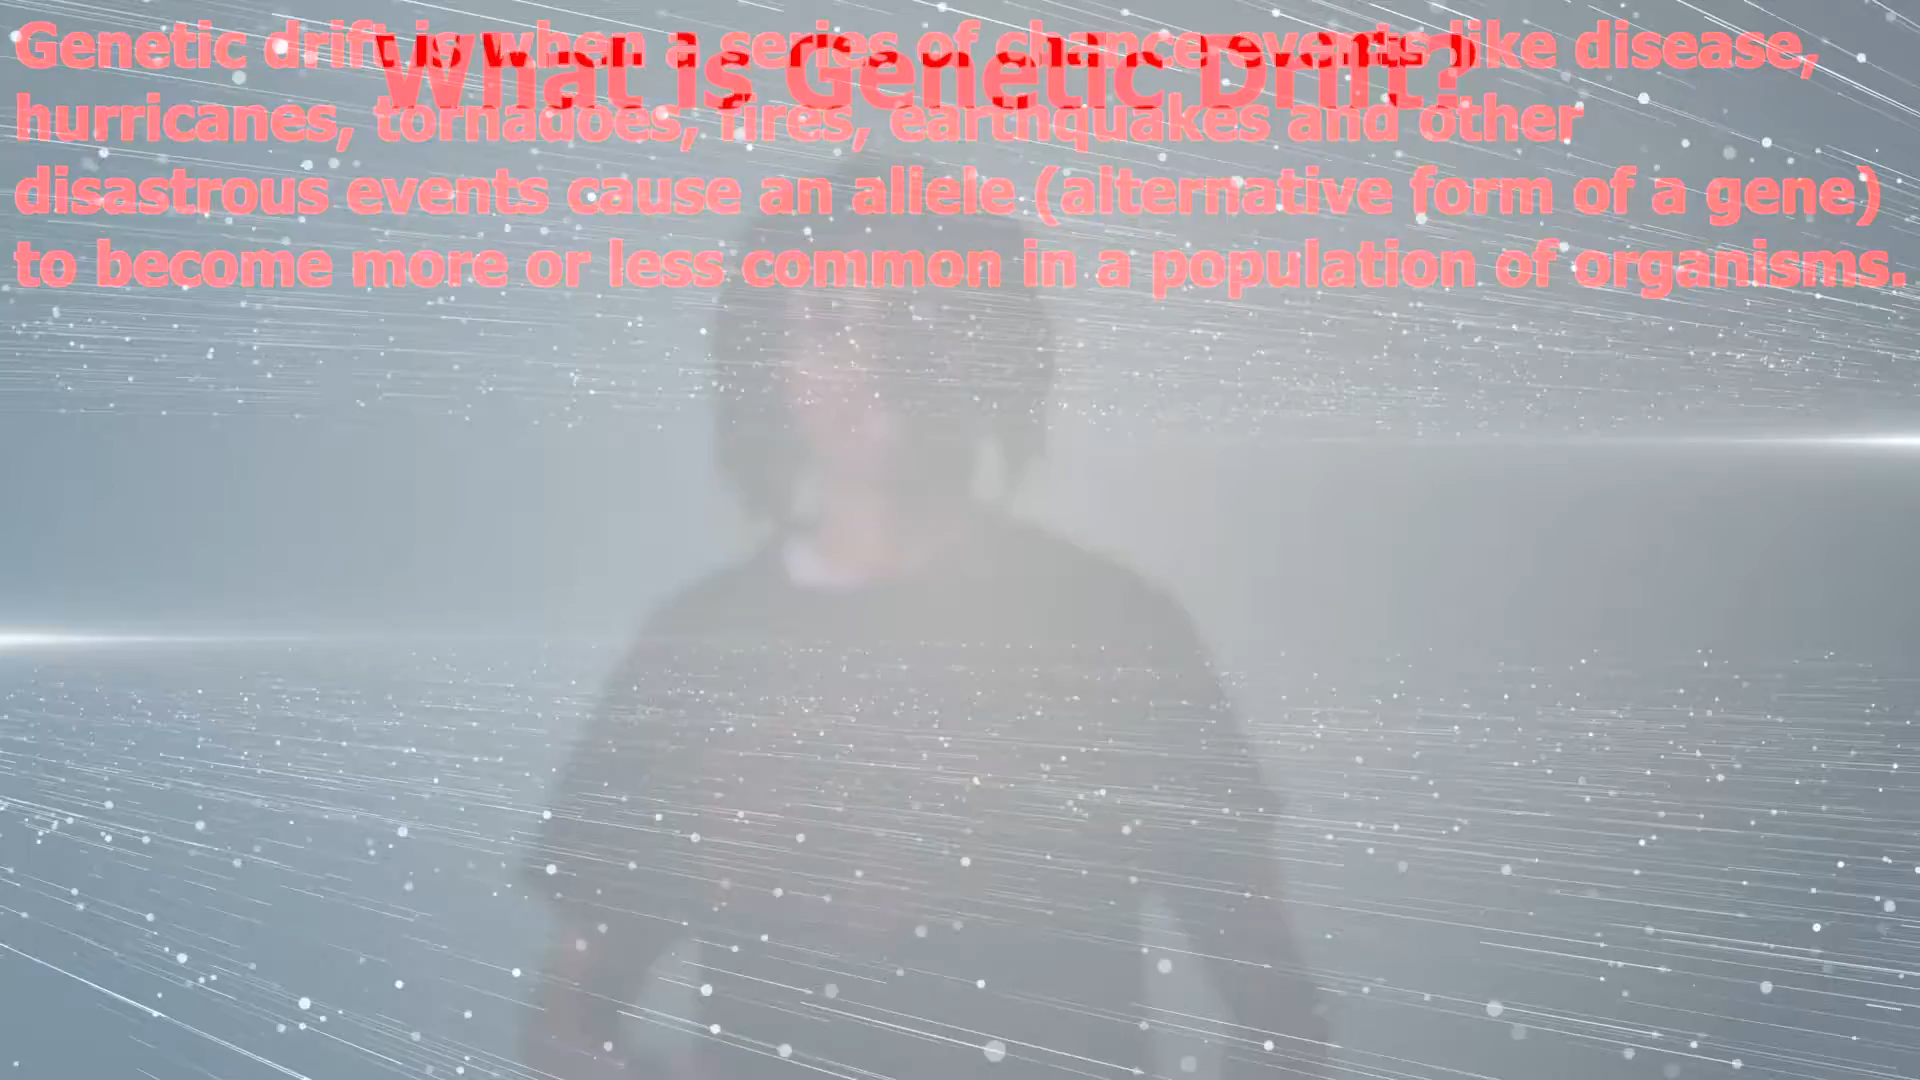 What is Genetic Drift?
Genetic drift is when a series of chance events like disease,
hurricanes, tornadoes, fires, earthquakes and other
disastrous events cause an allele (alternative form of a gene)
to become more or less common in a population of organisms.